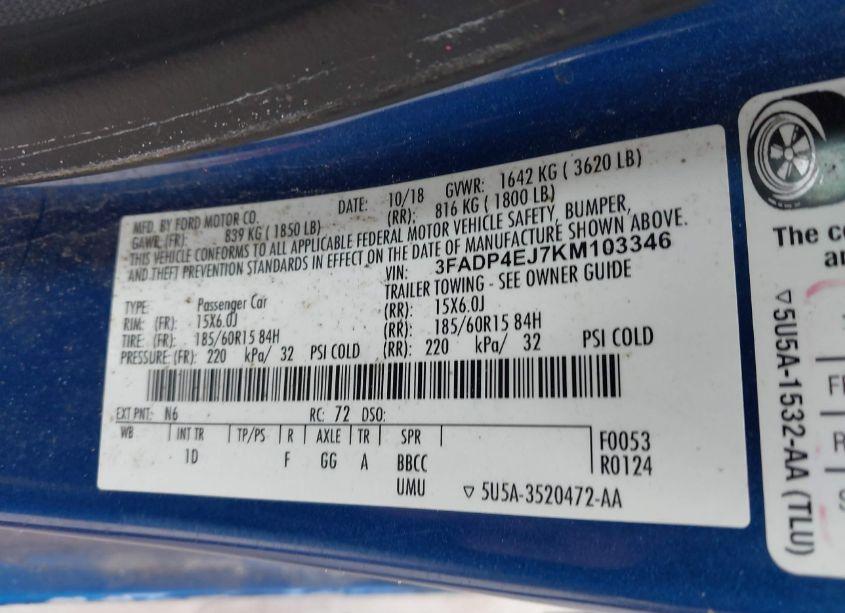 MFD. BY FORD MOTOR CO. DATE: 10/18 GVWR: 1642 KG ( 3620 LB)
GAWR (FR): 839 KG ( 1850 LB) (RR): 816 KG ( 1800 LB)
THIS VEHICLE CONFORMS TO ALL APPLICABLE FEDERAL MOTOR VEHICLE SAFETY, BUMPER,
AND THEFT PREVENTION STANDARDS IN EFFECT ON THE DATE OF MANUFACTURE SHOWN ABOVE.
VIN: 3FADP4EJ7KM103346
TRAILER TOWING - SEE OWNER GUIDE
TYPE: Passenger Car
RIM: (FR): 15X6.0J (RR): 15X6.0J
TIRE: (FR): 185/60R15 84H (RR): 185/60R15 84H
PRESSURE (FR): 220 kPa/ 32 PSI COLD (RR): 220 kPa/ 32 PSI COLD
EXT PNT: N6 RC: 72 DSO:
WB INT TR TP/PS R AXLE TR SPR F0053
1D F GG A BBCC R0124
UMU ▽ 5U5A-3520472-AA
The co
an
▽5U5A-1532-AA (TLU)